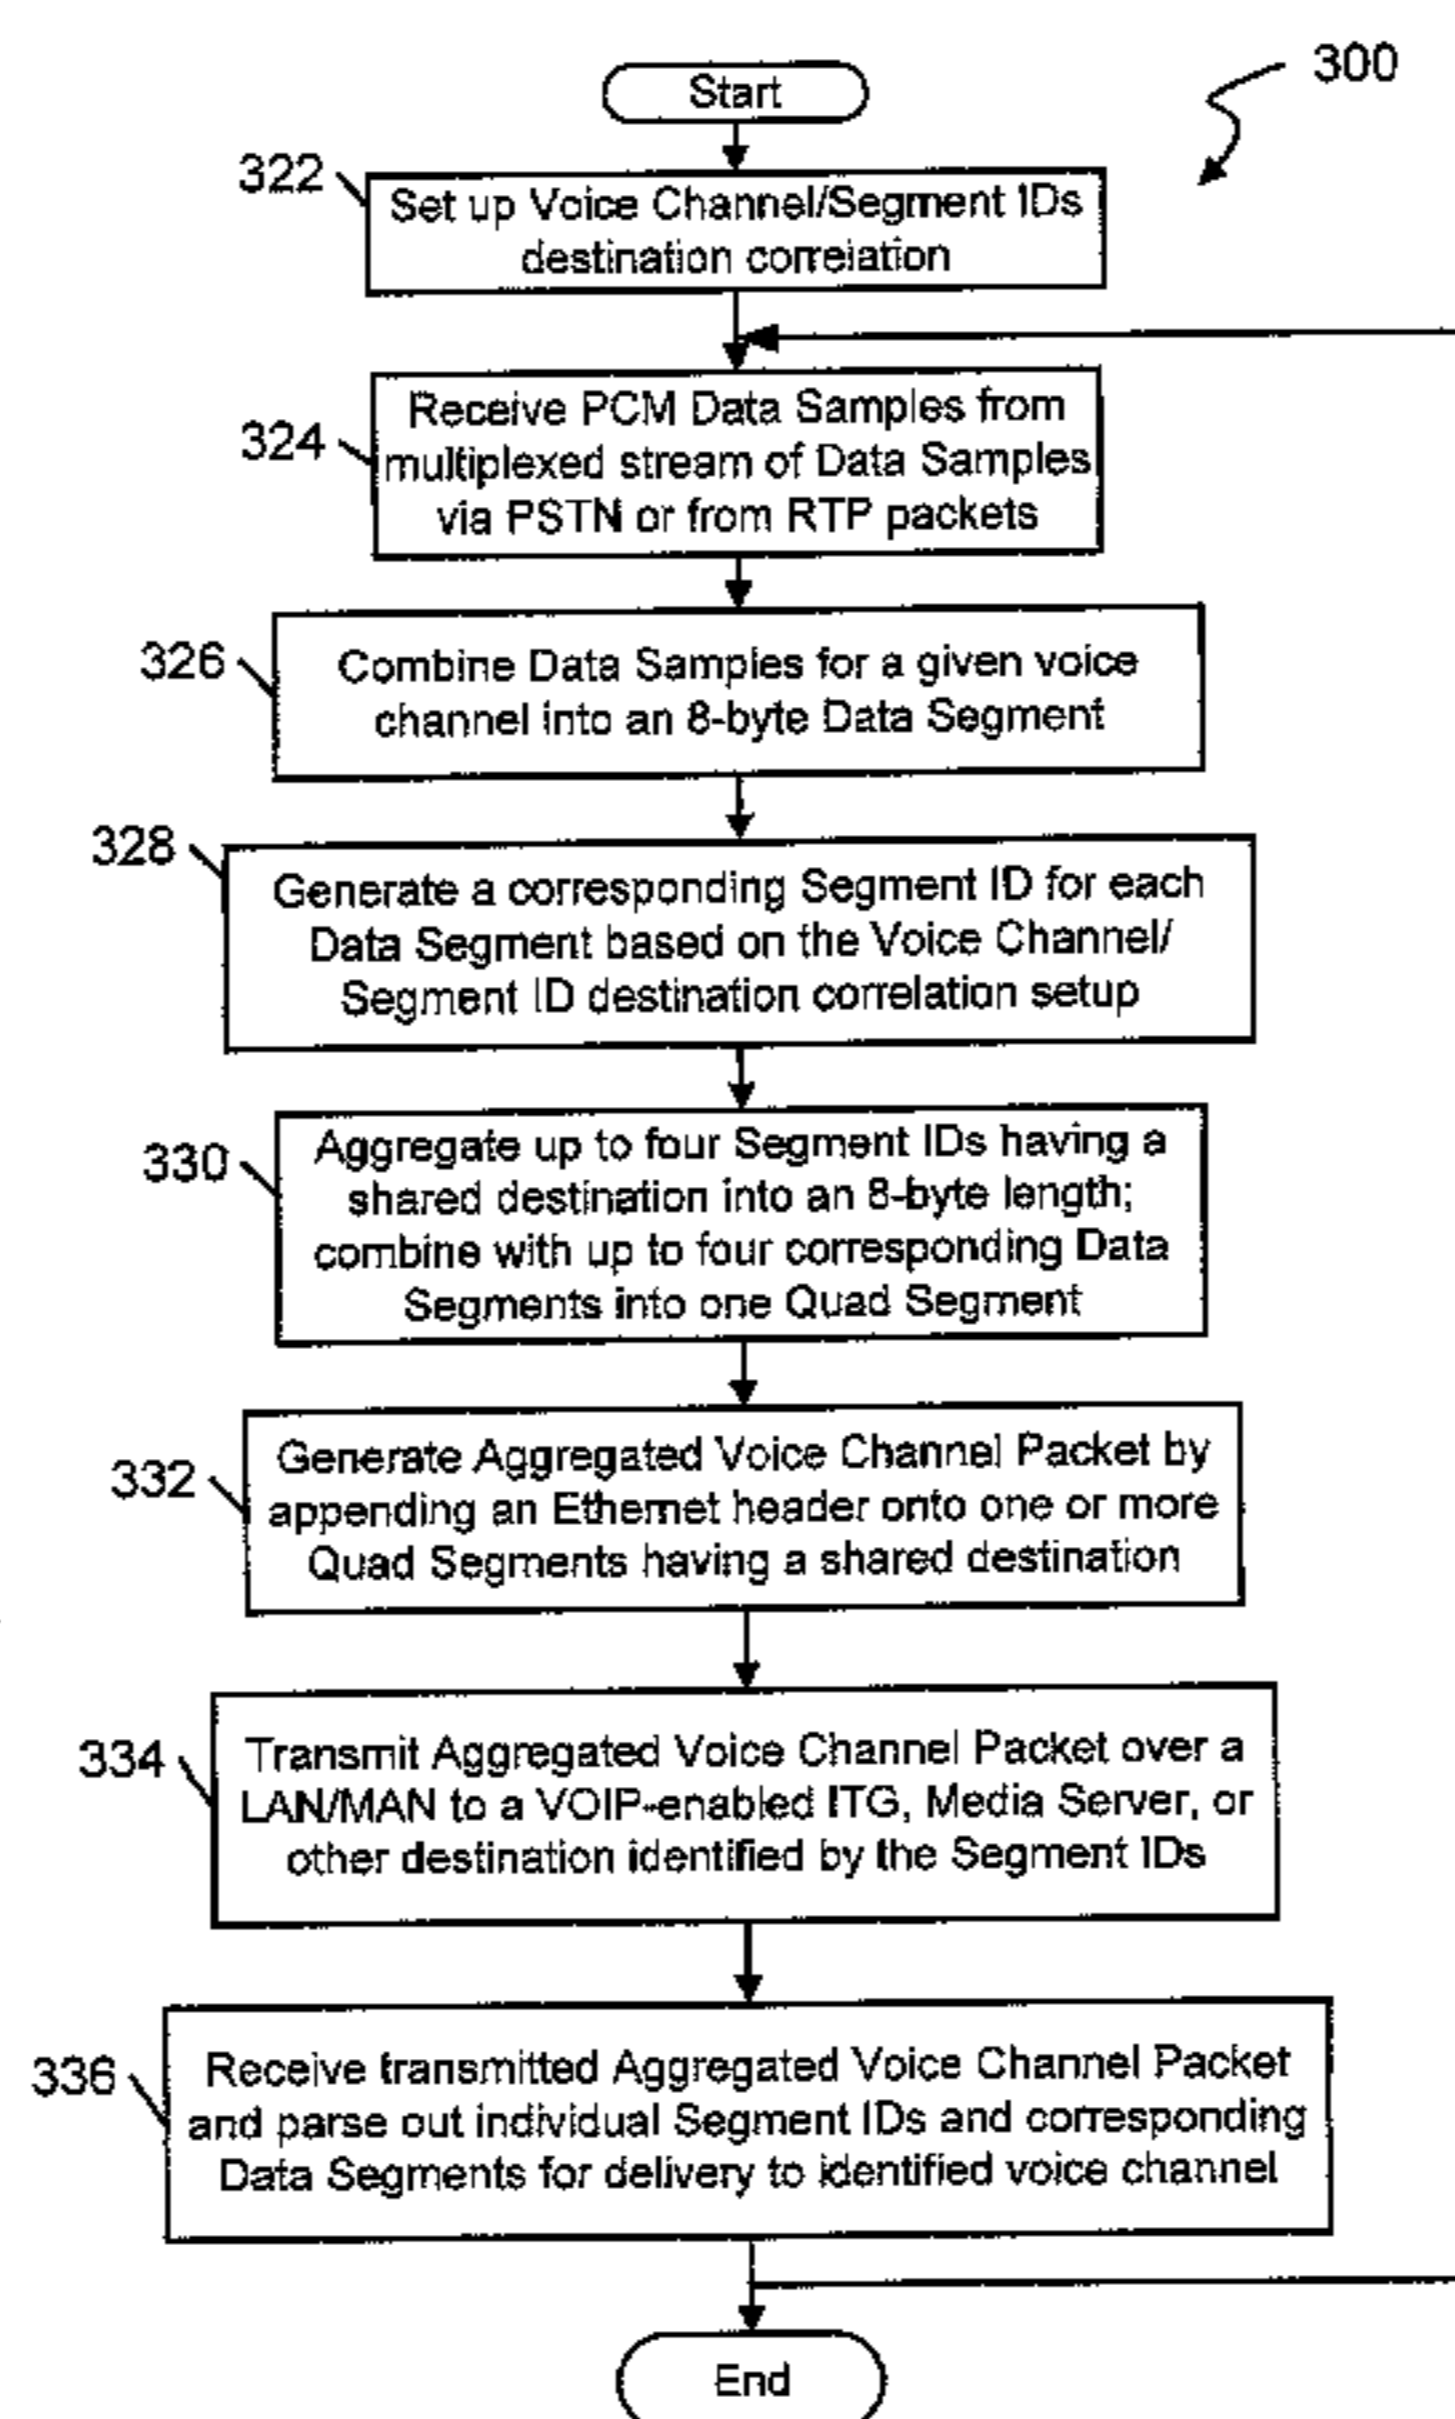 300
Start
322
Set up Voice Channel/Segment IDs
destination correlation
324
Receive PCM Data Samples from
multiplexed stream of Data Samples
via PSTN or from RTP packets
326
Combine Data Samples for a given voice
channel into an 8-byte Data Segment
328
Generate a corresponding Segment ID for each
Data Segment based on the Voice Channel/
Segment ID destination correlation setup
330
Aggregate up to four Segment IDs having a
shared destination into an 8-byte length;
combine with up to four corresponding Data
Segments into one Quad Segment
332
Generate Aggregated Voice Channel Packet by
appending an Ethernet header onto one or more
Quad Segments having a shared destination
334
Transmit Aggregated Voice Channel Packet over a
LAN/MAN to a VOIP-enabled ITG, Media Server, or
other destination identified by the Segment IDs
336
Receive transmitted Aggregated Voice Channel Packet
and parse out individual Segment IDs and corresponding
Data Segments for delivery to identified voice channel
End